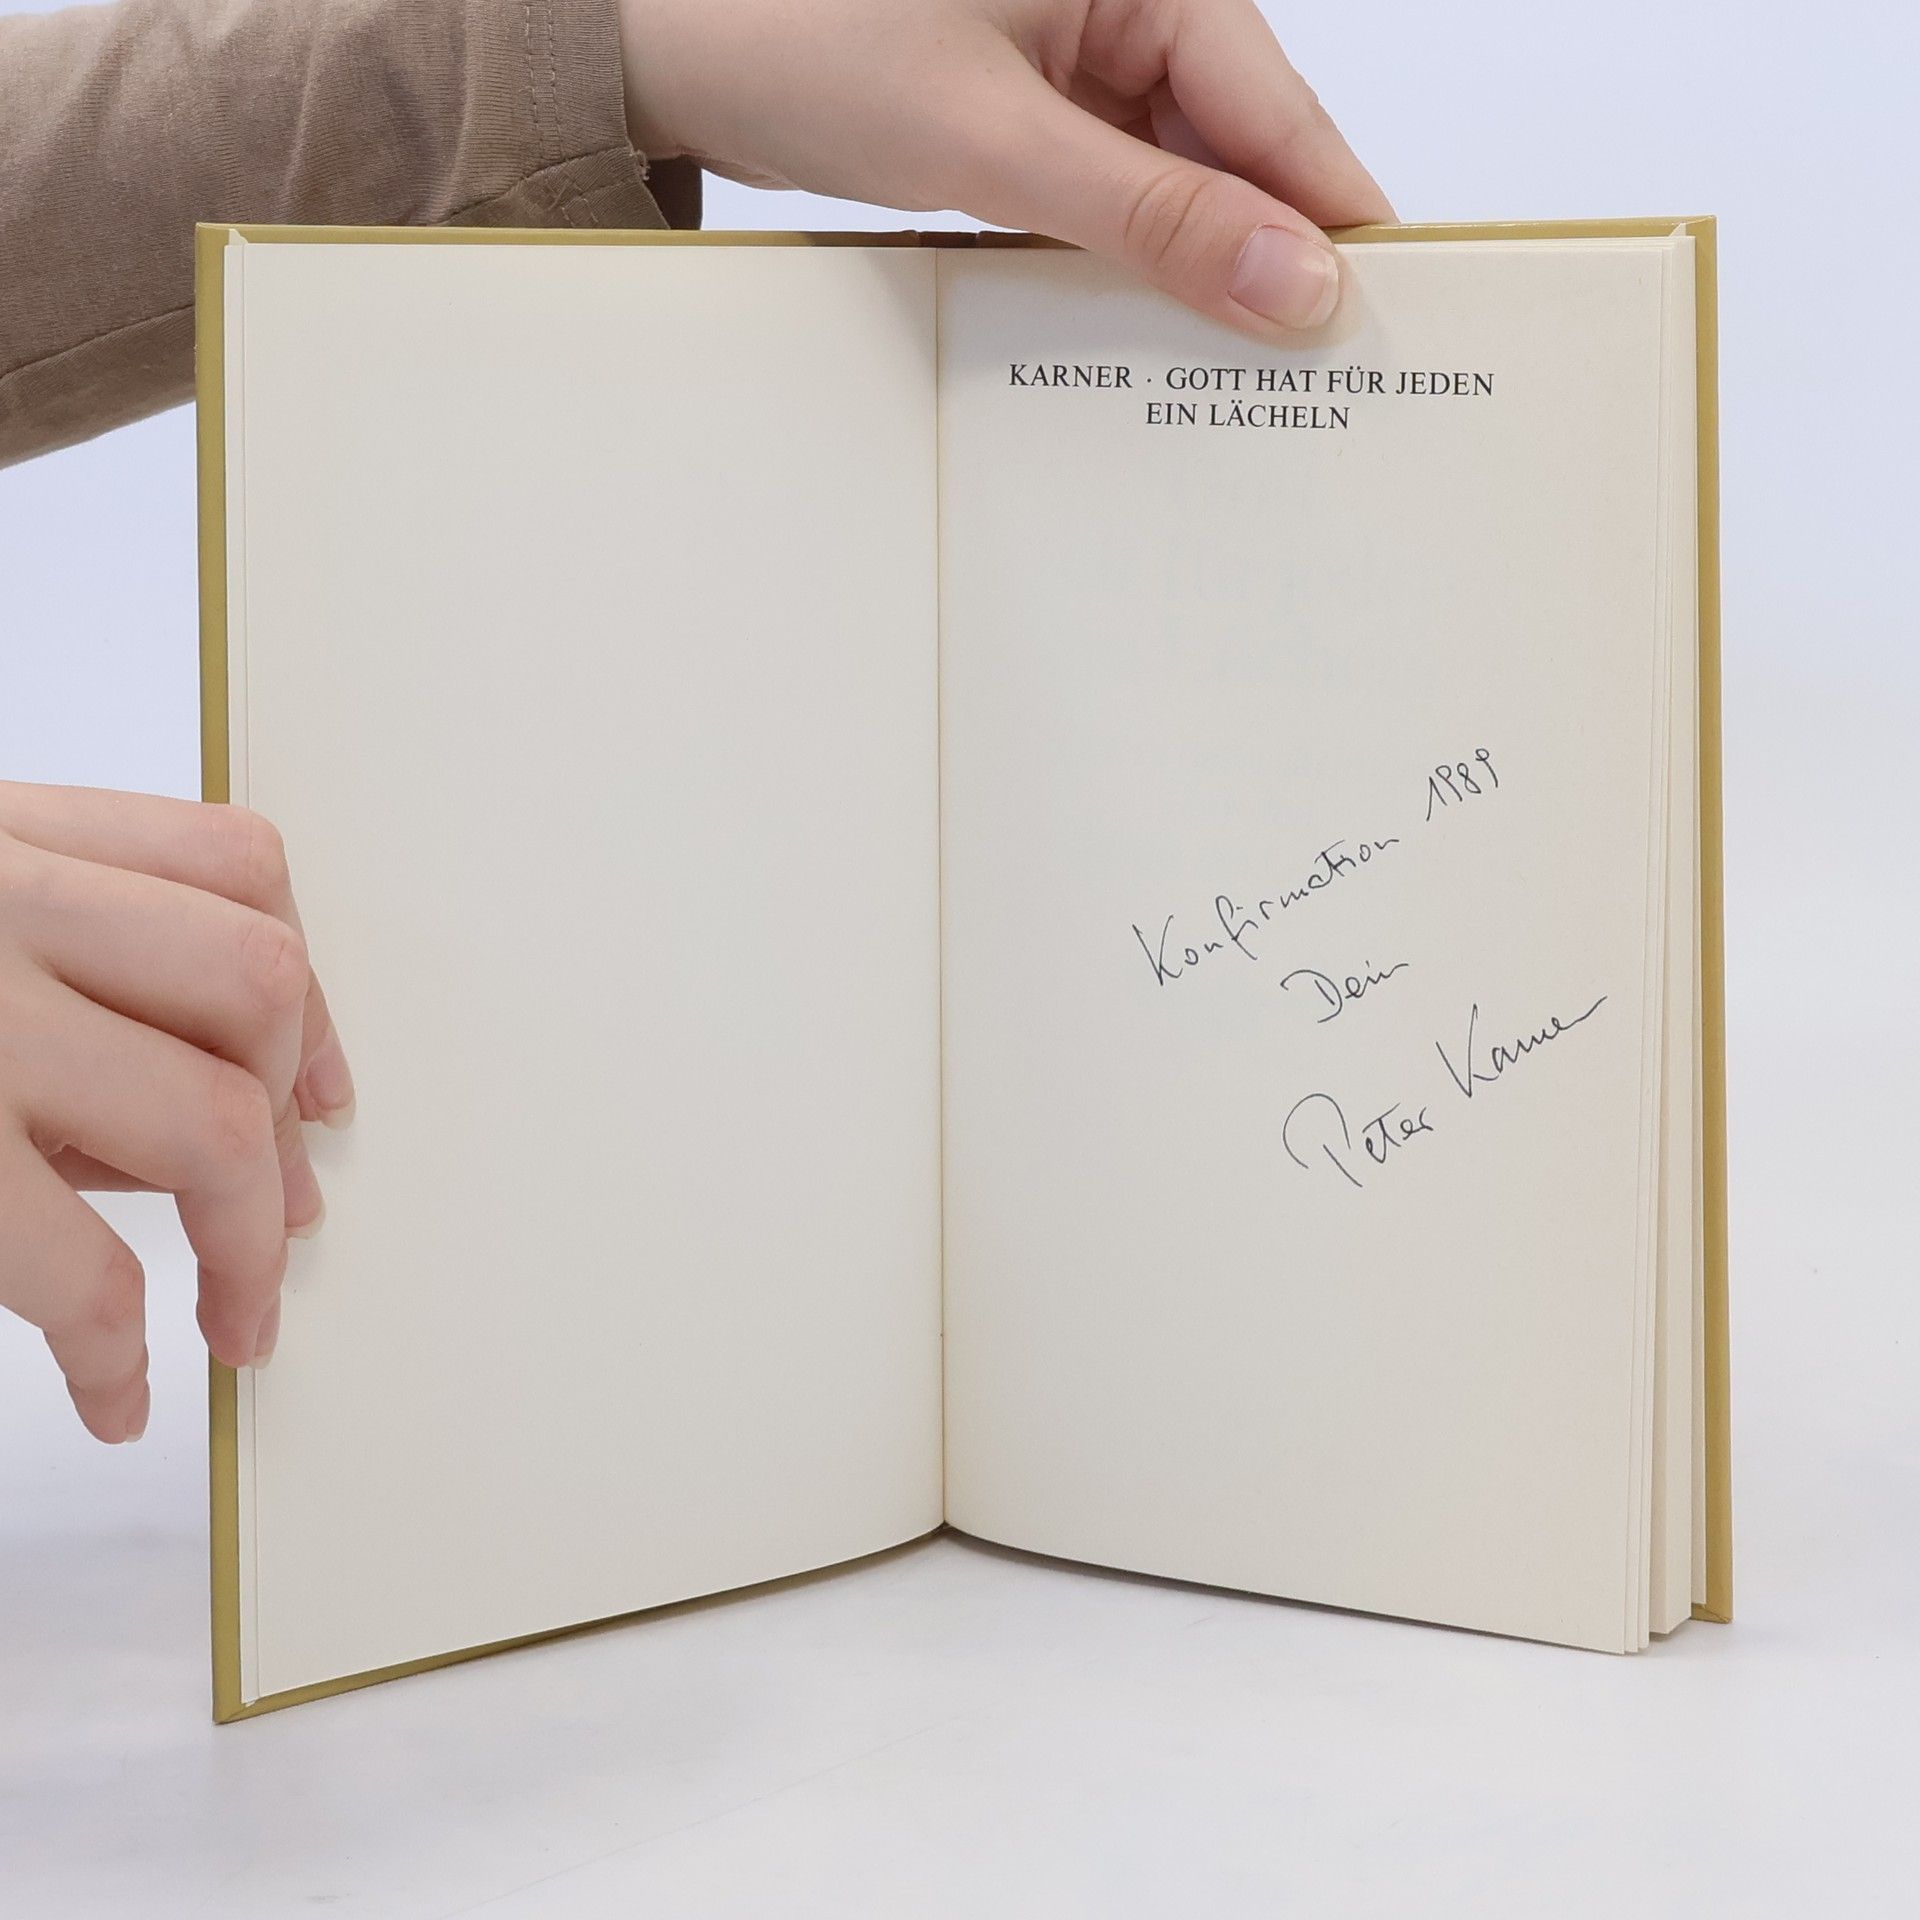 KARNER · GOTT HAT FÜR JEDEN
EIN LÄCHELN
Konfirmation 1989
Dein
Peter Karner